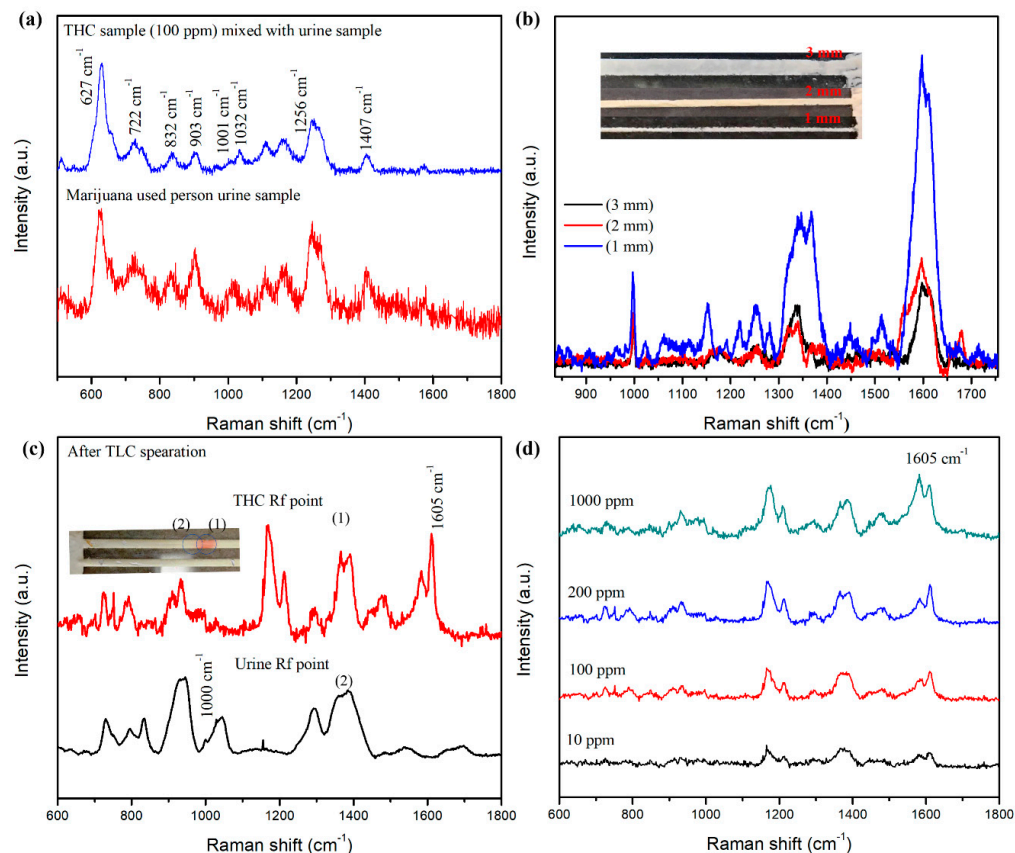 (a)
THC sample (100 ppm) mixed with urine sample
627 cm-1
722 cm-1
832 cm-1
903 cm-1
1001 cm-1
1032 cm-1
1256 cm-1
1407 cm-1
Marijuana used person urine sample
Intensity (a.u.)
600 800 1000 1200 1400 1600 1800
Raman shift (cm-1)
(b)
3 mm
2 mm
1 mm
(3 mm)
(2 mm)
(1 mm)
Intensity (a.u.)
900 1000 1100 1200 1300 1400 1500 1600 1700
Raman shift (cm-1)
(c)
After TLC spearation
THC Rf point
(2) (1)
(1)
1605 cm-1
Urine Rf point
1000 cm-1
(2)
Intensity (a.u.)
600 800 1000 1200 1400 1600 1800
Raman shift (cm-1)
(d)
1605 cm-1
1000 ppm
200 ppm
100 ppm
10 ppm
Intensity (a.u.)
600 800 1000 1200 1400 1600 1800
Raman shift (cm-1)